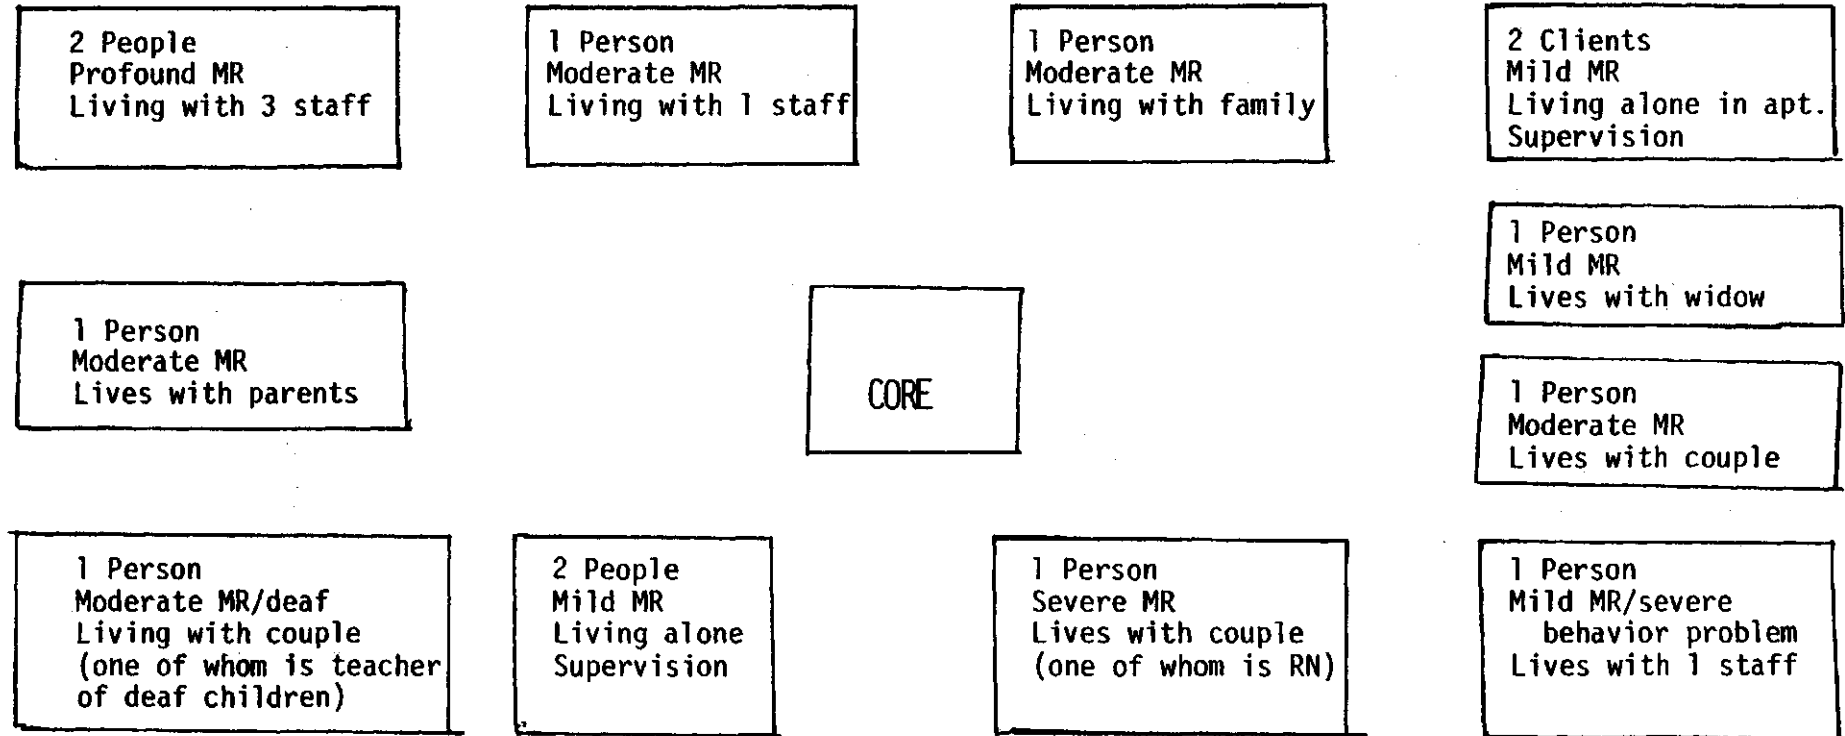 2 People
Profound MR
Living with 3 staff
1 Person
Moderate MR
Living with 1 staff
1 Person
Moderate MR
Living with family
2 Clients
Mild MR
Living alone in apt.
Supervision
1 Person
Mild MR
Lives with widow
1 Person
Moderate MR
Lives with parents
CORE
1 Person
Moderate MR
Lives with couple
1 Person
Moderate MR/deaf
Living with couple
(one of whom is teacher
of deaf children)
2 People
Mild MR
Living alone
Supervision
1 Person
Severe MR
Lives with couple
(one of whom is RN)
1 Person
Mild MR/severe
behavior problem
Lives with 1 staff